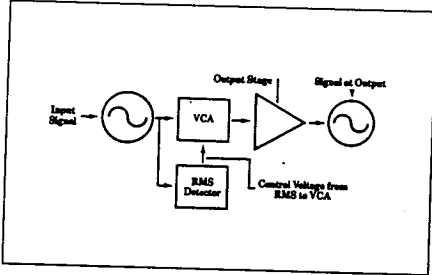 Output Stage
Signal at Output
Input
Signal
VCA
RMS
Detector
Control Voltage from
RMS to VCA